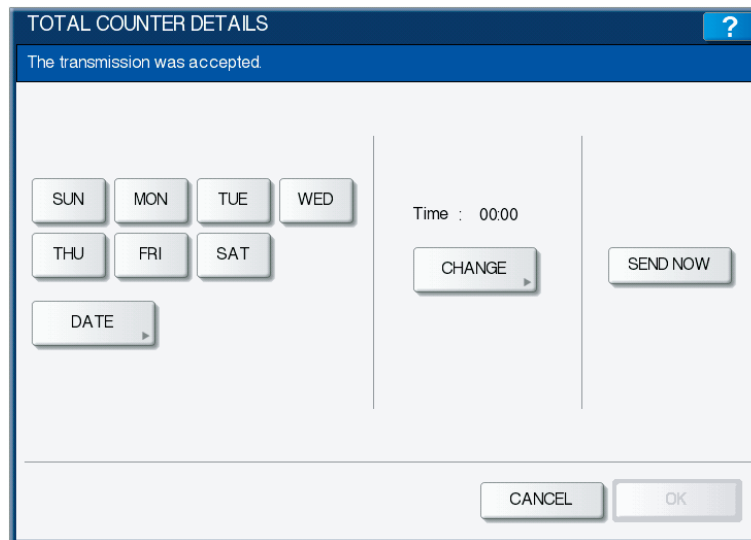 TOTAL COUNTER DETAILS
?
The transmission was accepted.
SUN MON TUE WED
THU FRI SAT
DATE
Time : 00:00
CHANGE
SEND NOW
CANCEL OK